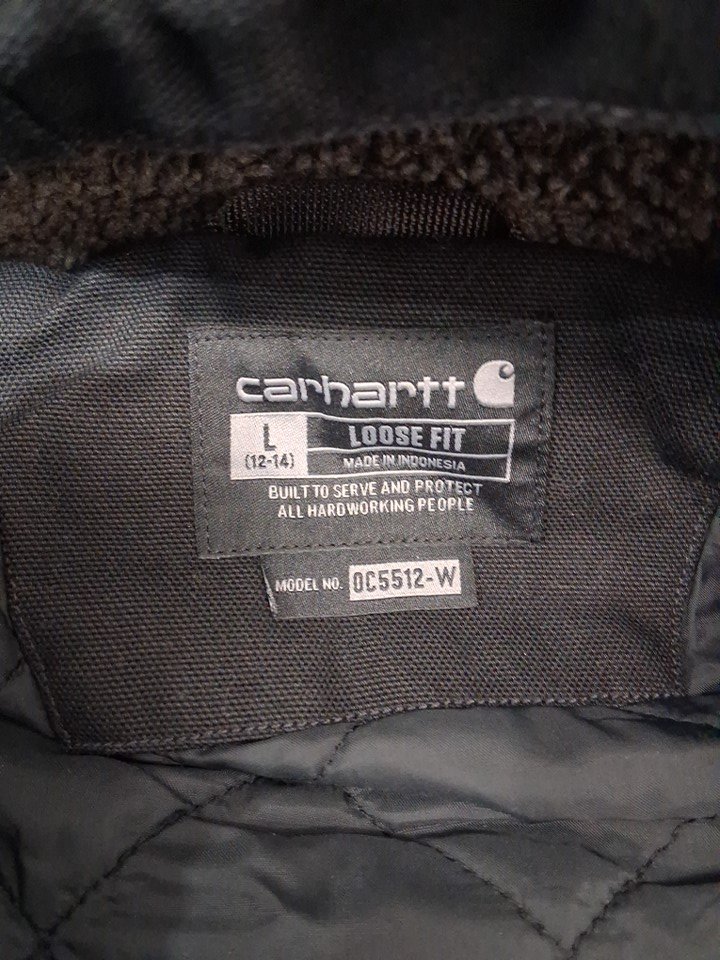 carhartt
L
(12-14)
LOOSE FIT
MADE IN INDONESIA
BUILT TO SERVE AND PROTECT
ALL HARDWORKING PEOPLE
MODEL NO. OC5512-W